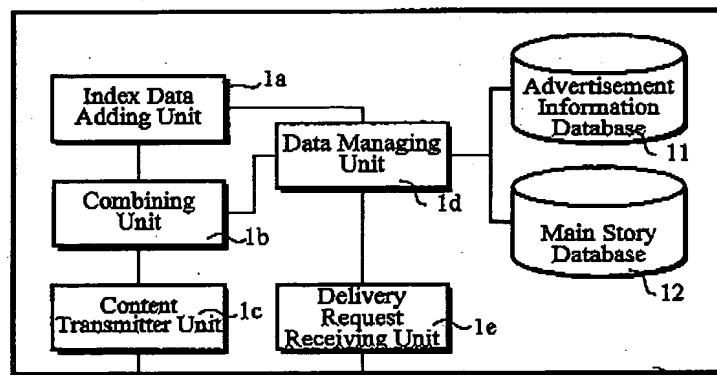 1a
Index Data
Adding Unit
Advertisement
Information
Database
11
Data Managing
Unit
1d
Combining
Unit
1b
Main Story
Database
12
Content
Transmitter Unit
1c
Delivery
Request
Receiving Unit
1e